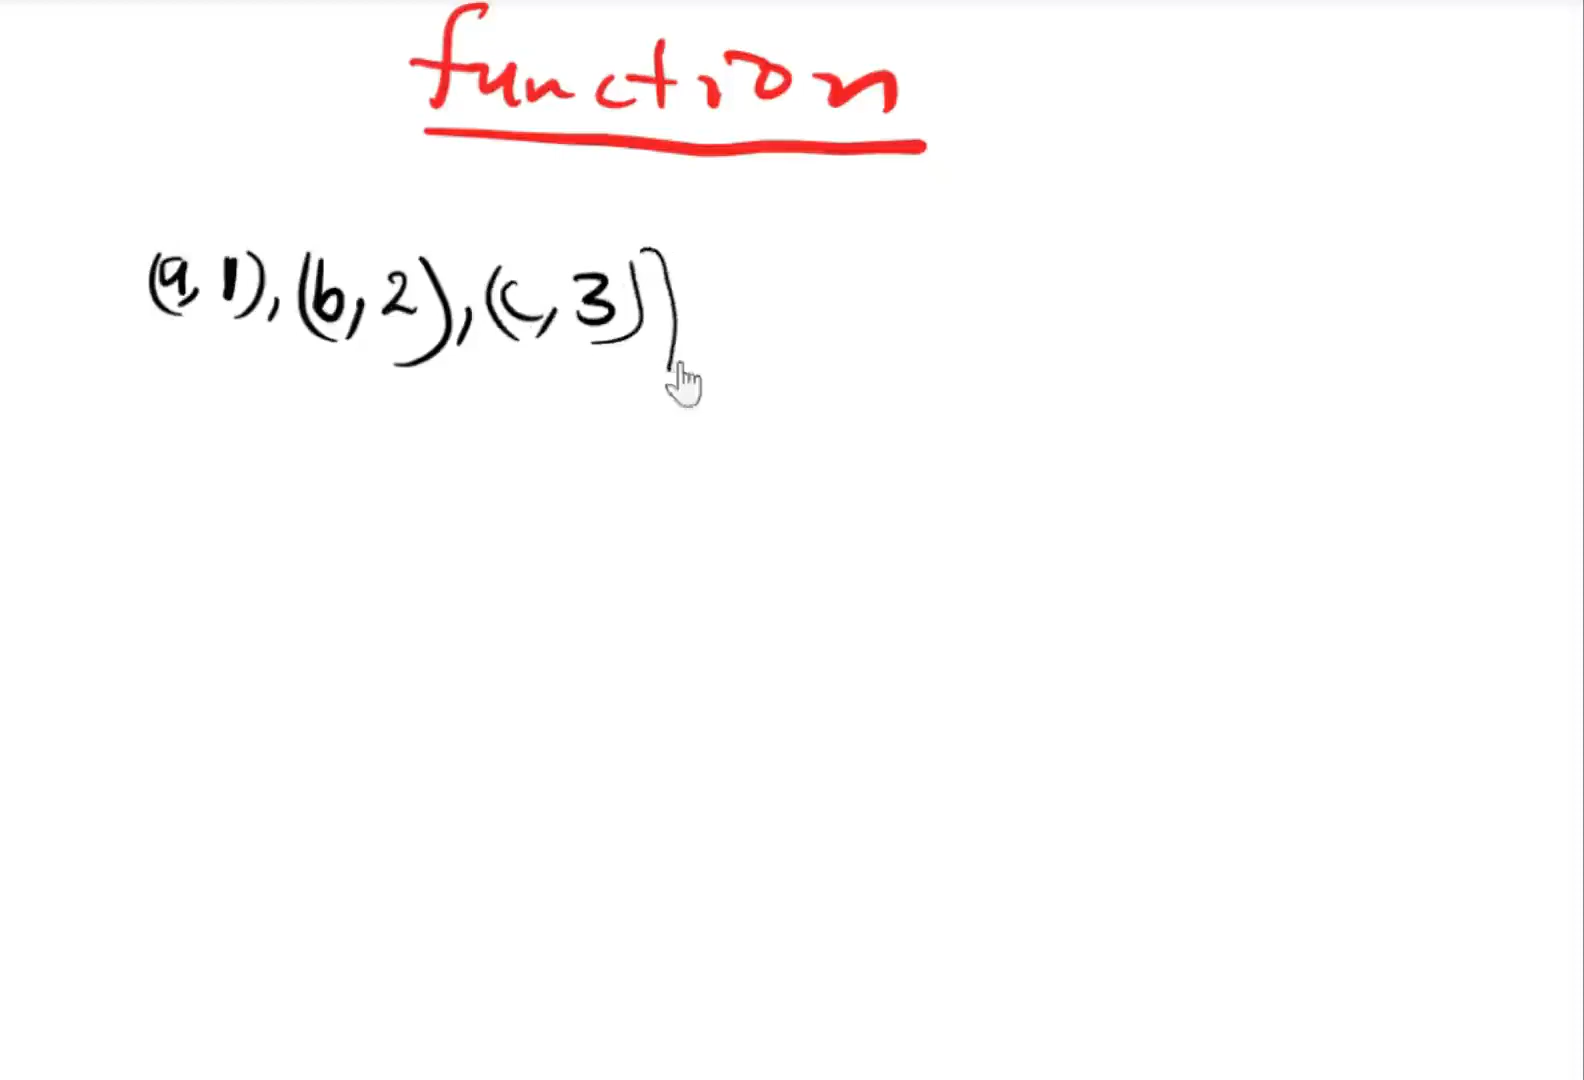 function
(a, 1), (b, 2), (c, 3)}